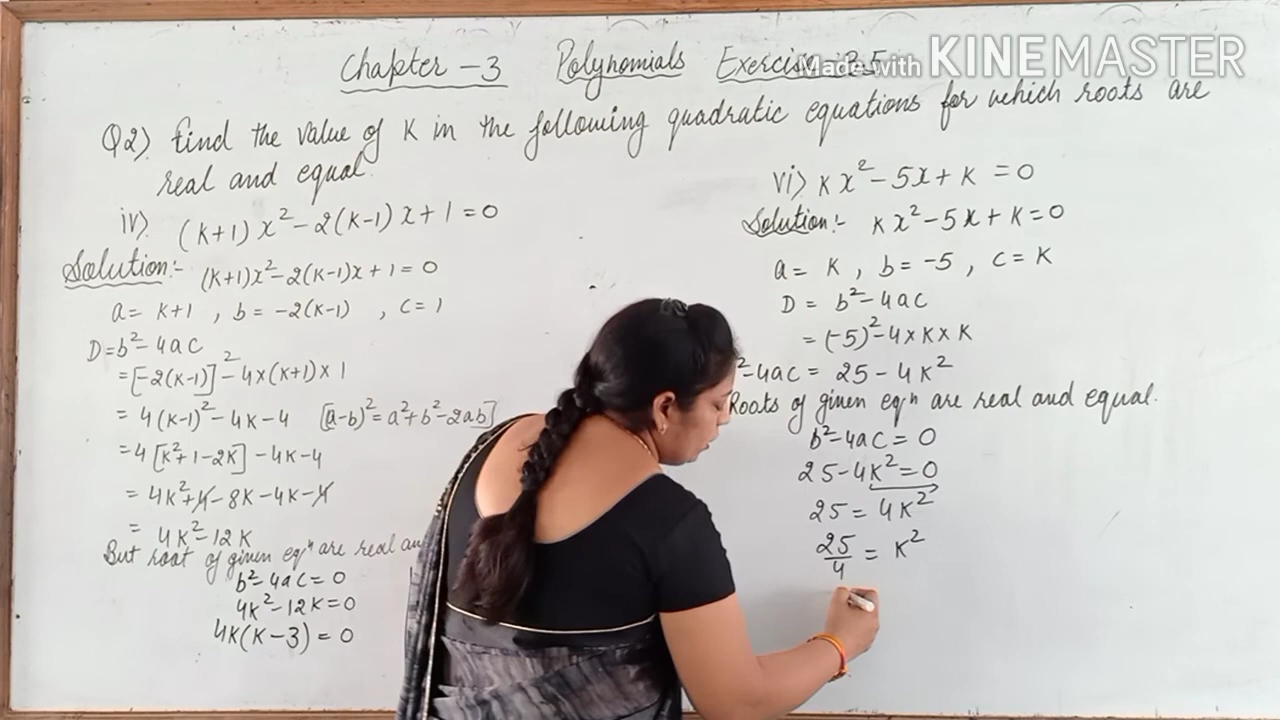 Chapter - 3 Polynomials Exercise
Made with KINEMASTER
Q2). Find the value of K in the following quadratic equations for which roots are
real and equal.
iv). (K+1) x² - 2(K-1) x + 1 = 0
Solution:- (K+1)x² - 2(K-1)x + 1 = 0
a = K+1 , b = -2(K-1) , c = 1
D = b² - 4ac
= [-2(K-1)]² - 4×(K+1)×1
= 4(K-1)² - 4K - 4 [(a-b)² = a² + b² - 2ab]
= 4[K² + 1 - 2K] - 4K - 4
= 4K² + 4 - 8K - 4K - 4
= 4K² - 12K
But root of given eqⁿ are real
b² - 4ac = 0
4K² - 12K = 0
4K(K - 3) = 0
vi) Kx² - 5x + K = 0
Solution:- Kx² - 5x + K = 0
a = K , b = -5 , c = K
D = b² - 4ac
= (-5)² - 4×K×K
² - 4ac = 25 - 4K²
Roots of given eqⁿ are real and equal.
b² - 4ac = 0
25 - 4K² = 0
25 = 4K²
25/4 = K²